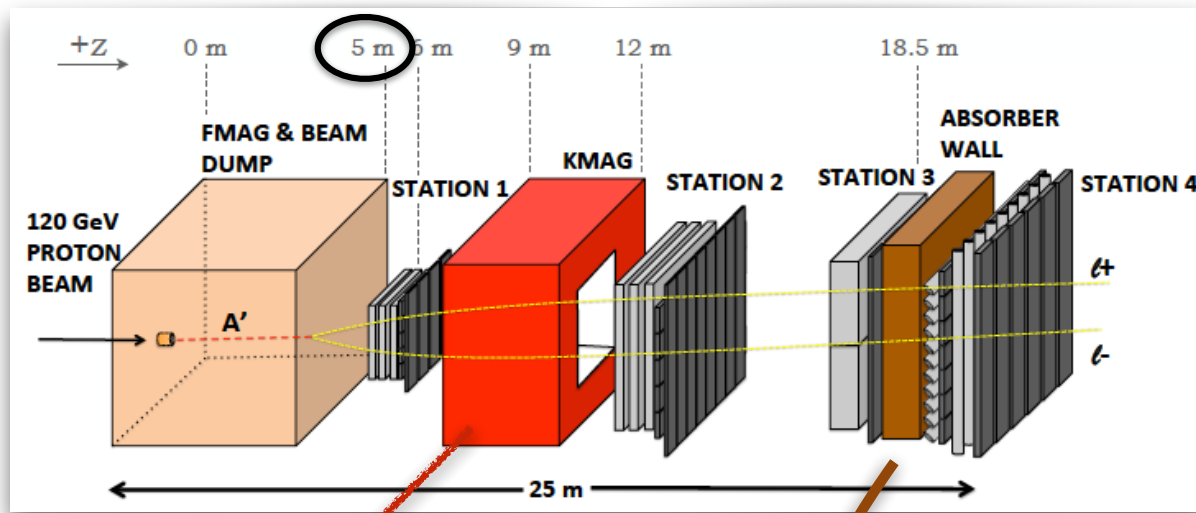 +Z
0 m
5 m
6 m
9 m
12 m
18.5 m
FMAG & BEAM
DUMP
STATION 1
KMAG
STATION 2
STATION 3
ABSORBER
WALL
STATION 4
120 GeV
PROTON
BEAM
A’
ℓ+
ℓ-
25 m